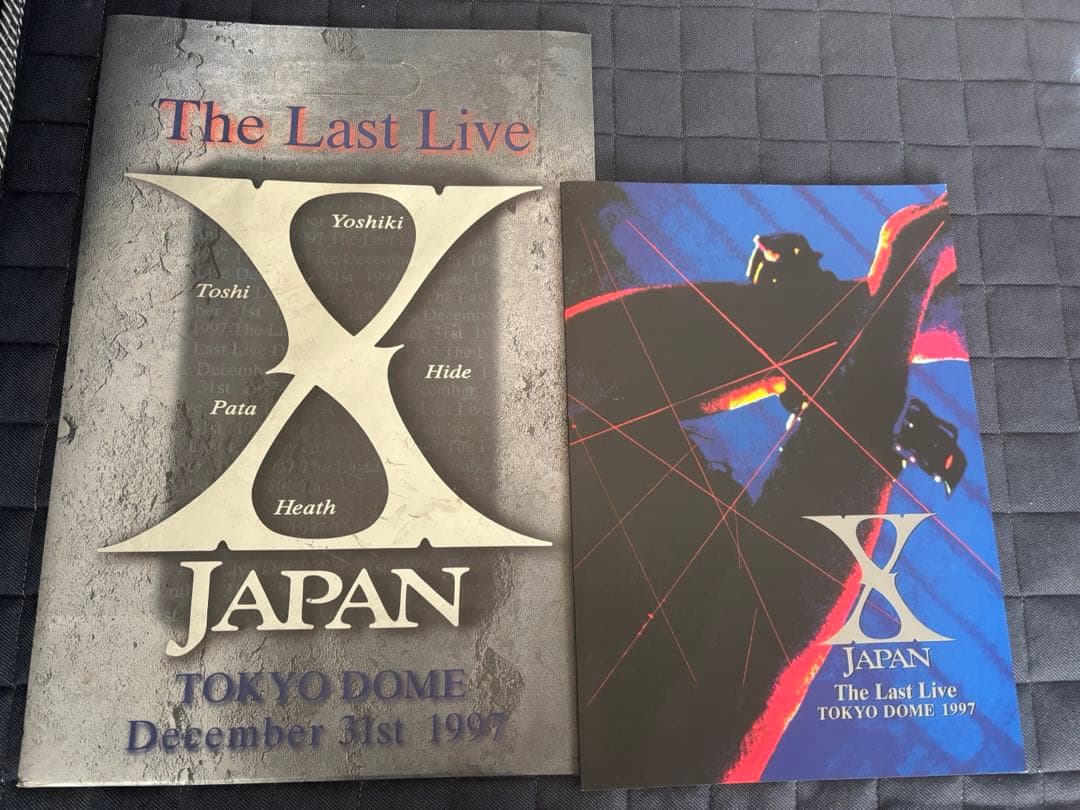 The Last Live
Yoshiki
Toshi
Hide
Pata
Heath
X
JAPAN
TOKYO DOME
December 31st 1997
X
JAPAN
The Last Live
TOKYO DOME 1997